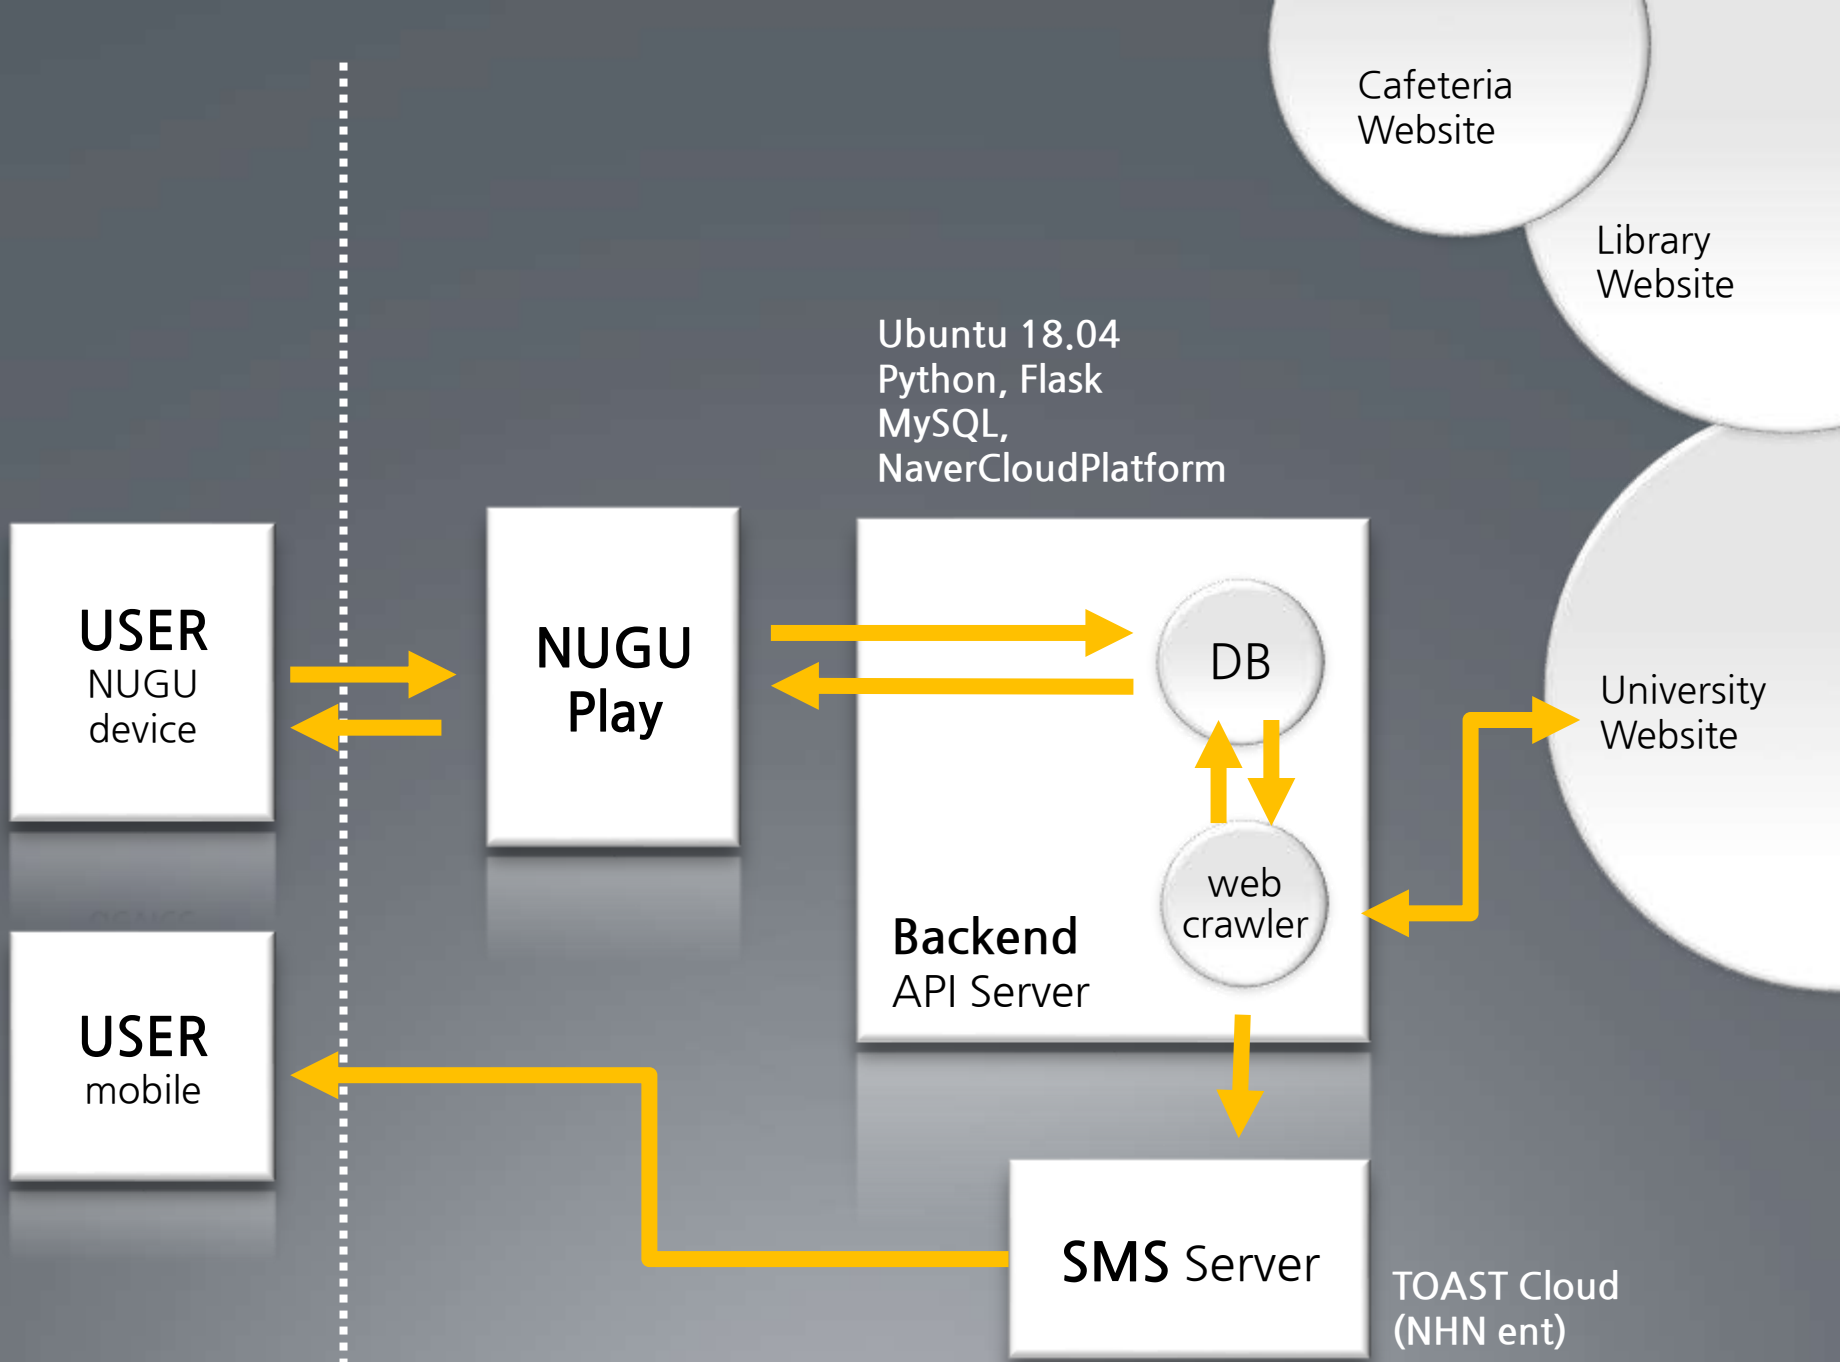 Cafeteria
Website
Library
Website
Ubuntu 18.04
Python, Flask
MySQL,
NaverCloudPlatform
USER
NUGU
device
NUGU
Play
DB
University
Website
web
crawler
Backend
API Server
USER
mobile
SMS Server
TOAST Cloud
(NHN ent)